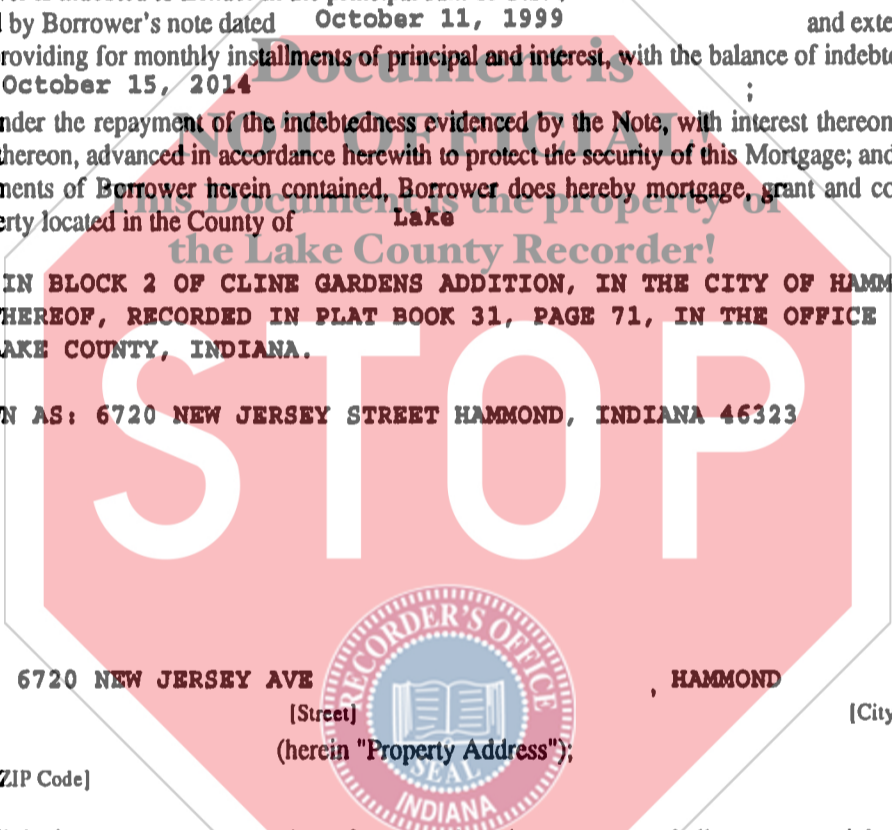 by Borrower's note dated October 11, 1999 and exte
roviding for monthly installments of principal and interest, with the balance of indebte
October 15, 2014 ;
nder the repayment of the indebtedness evidenced by the Note, with interest thereon
thereon, advanced in accordance herewith to protect the security of this Mortgage; and
ments of Borrower herein contained, Borrower does hereby mortgage, grant and co
erty located in the County of Lake
Document is
NOT OFFICIAL!
This Document is the property of
the Lake County Recorder!
IN BLOCK 2 OF CLINE GARDENS ADDITION, IN THE CITY OF HAMM
HEREOF, RECORDED IN PLAT BOOK 31, PAGE 71, IN THE OFFICE
AKE COUNTY, INDIANA.
N AS: 6720 NEW JERSEY STREET HAMMOND, INDIANA 46323
STOP
6720 NEW JERSEY AVE , HAMMOND
[Street] [City
(herein "Property Address");
ZIP Code]
RECORDER'S OFFICE
SEAL
INDIANA